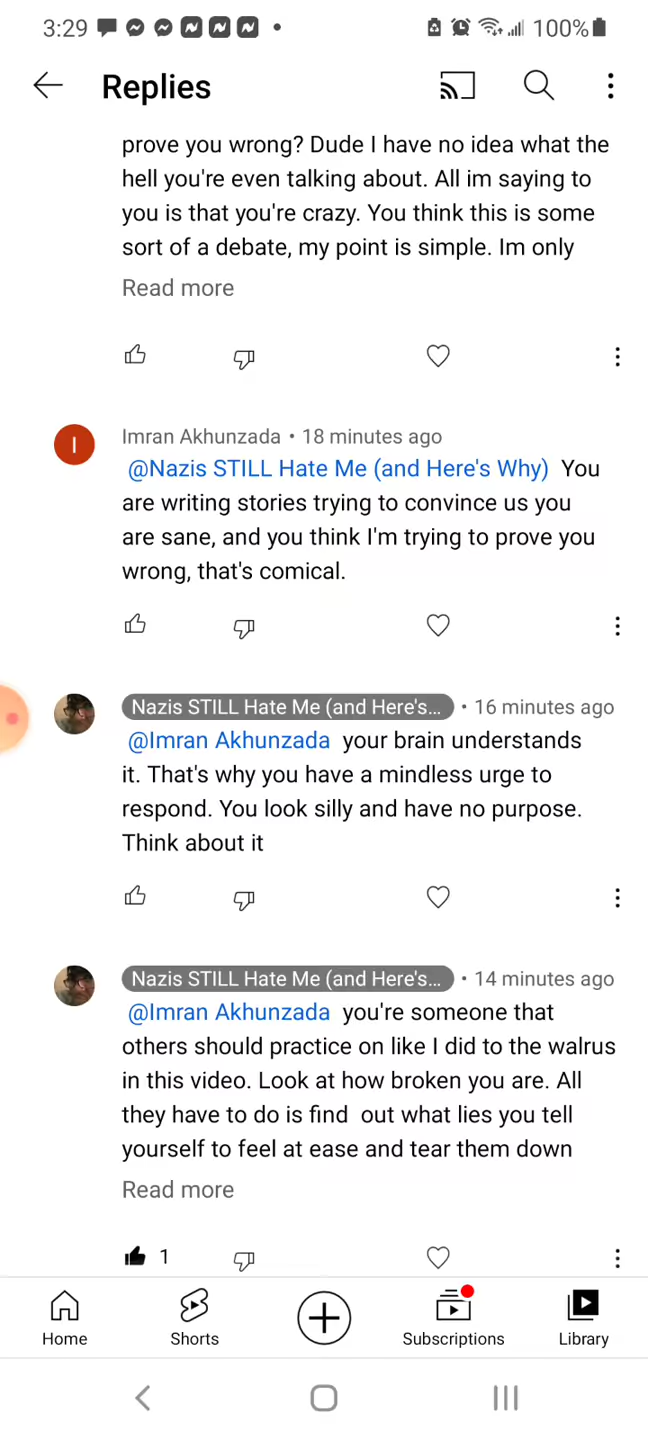 3:29
100%
Replies
prove you wrong? Dude I have no idea what the
hell you're even talking about. All im saying to
you is that you're crazy. You think this is some
sort of a debate, my point is simple. Im only
Read more
I
Imran Akhunzada • 18 minutes ago
@Nazis STILL Hate Me (and Here's Why) You
are writing stories trying to convince us you
are sane, and you think I'm trying to prove you
wrong, that's comical.
Nazis STILL Hate Me (and Here's... • 16 minutes ago
@Imran Akhunzada your brain understands
it. That's why you have a mindless urge to
respond. You look silly and have no purpose.
Think about it
Nazis STILL Hate Me (and Here's... • 14 minutes ago
@Imran Akhunzada you're someone that
others should practice on like I did to the walrus
in this video. Look at how broken you are. All
they have to do is find out what lies you tell
yourself to feel at ease and tear them down
Read more
1
Home Shorts Subscriptions Library